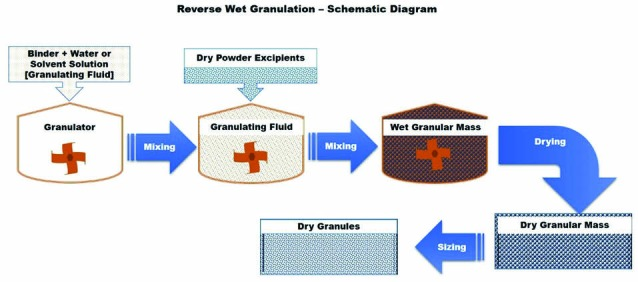 Reverse Wet Granulation – Schematic Diagram
Binder + Water or
Solvent Solution
[Granulating Fluid]
Dry Powder Excipients
Granulator
Mixing
Granulating Fluid
Mixing
Wet Granular Mass
Drying
Dry Granular Mass
Sizing
Dry Granules